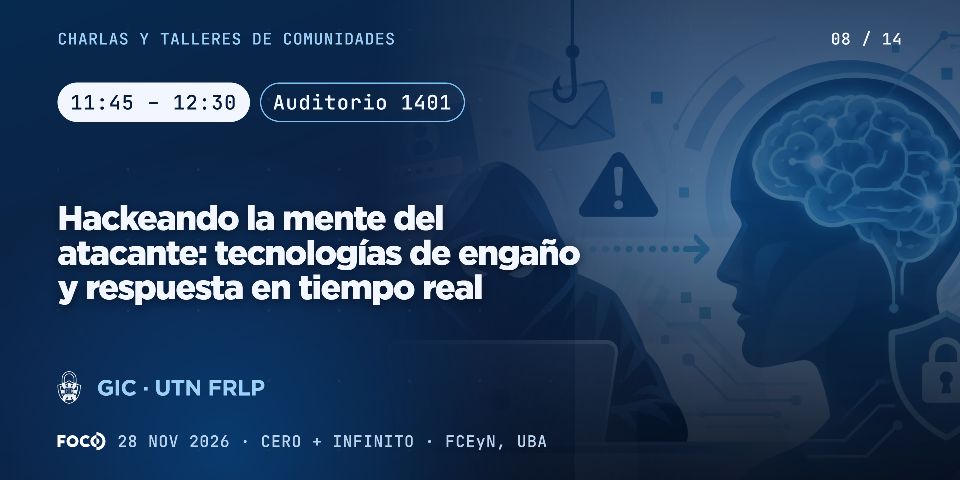 CHARLAS Y TALLERES DE COMUNIDADES
08 / 14
11:45 – 12:30
Auditorio 1401
Hackeando la mente del
atacante: tecnologías de engaño
y respuesta en tiempo real
GIC · UTN FRLP
FOCO 28 NOV 2026 · CERO + INFINITO · FCEyN, UBA